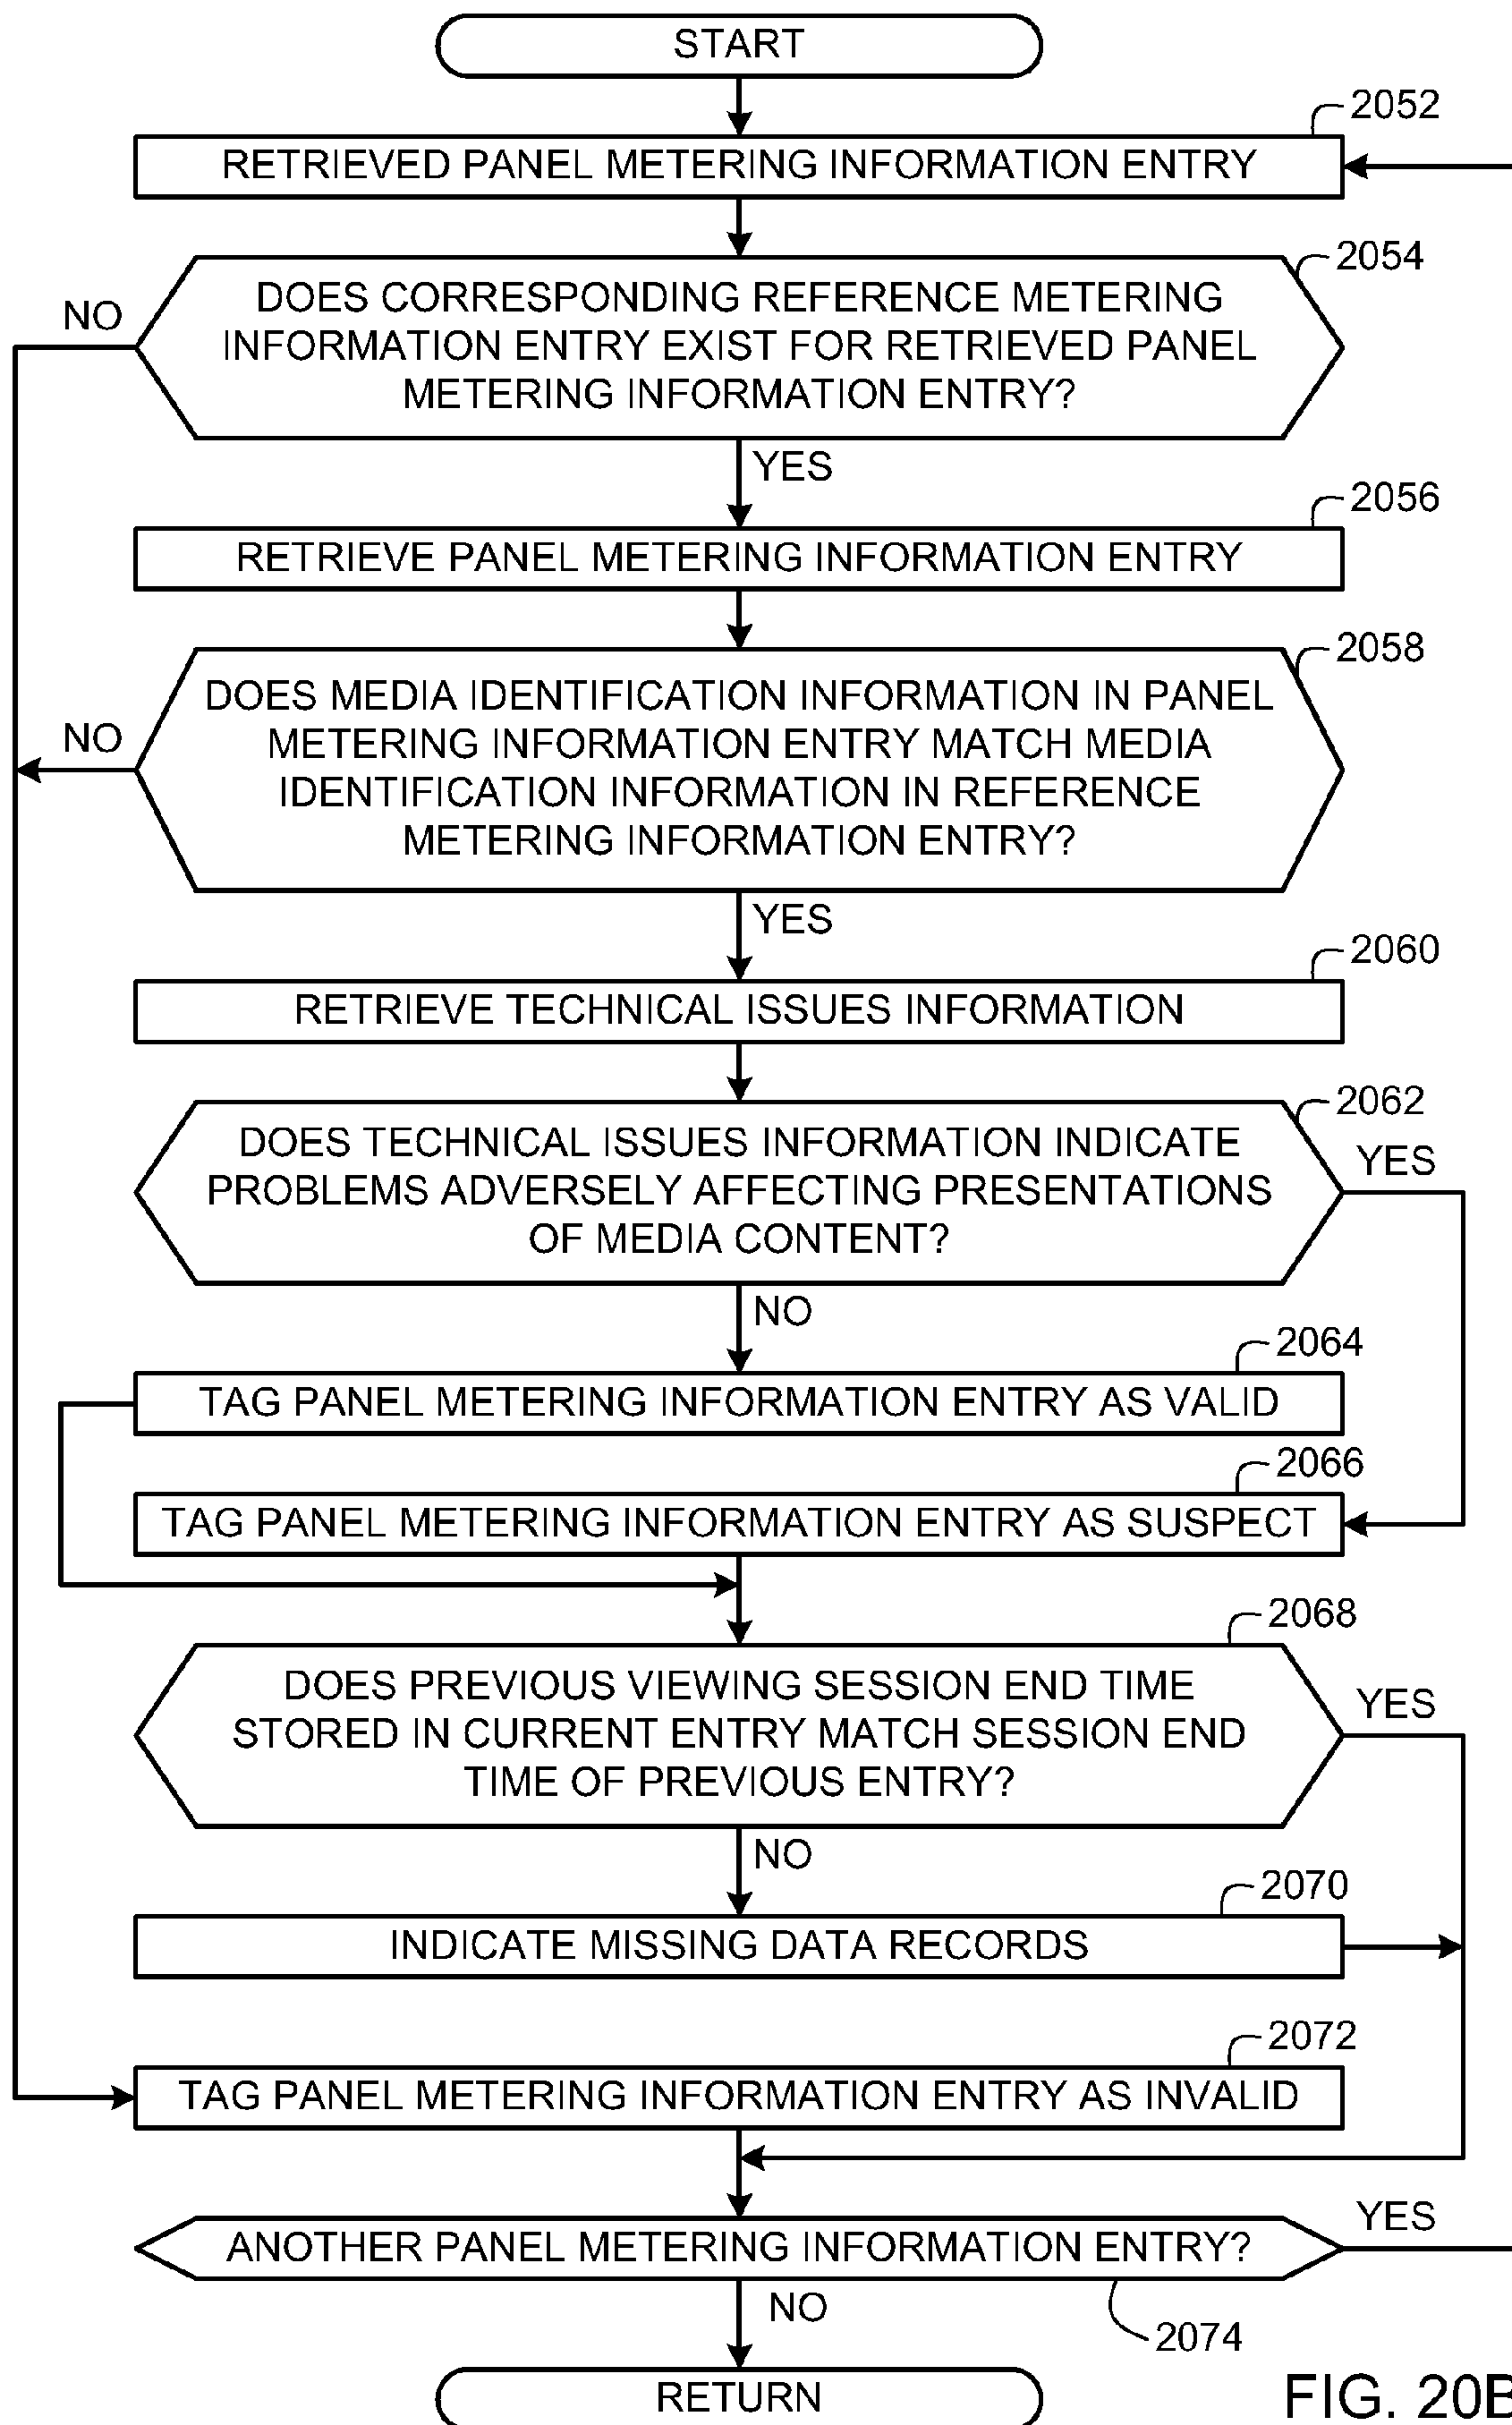 START
2052
RETRIEVED PANEL METERING INFORMATION ENTRY
2054
NO
DOES CORRESPONDING REFERENCE METERING
INFORMATION ENTRY EXIST FOR RETRIEVED PANEL
METERING INFORMATION ENTRY?
YES
2056
RETRIEVE PANEL METERING INFORMATION ENTRY
2058
NO
DOES MEDIA IDENTIFICATION INFORMATION IN PANEL
METERING INFORMATION ENTRY MATCH MEDIA
IDENTIFICATION INFORMATION IN REFERENCE
METERING INFORMATION ENTRY?
YES
2060
RETRIEVE TECHNICAL ISSUES INFORMATION
2062
DOES TECHNICAL ISSUES INFORMATION INDICATE
PROBLEMS ADVERSELY AFFECTING PRESENTATIONS
OF MEDIA CONTENT?
YES
NO
2064
TAG PANEL METERING INFORMATION ENTRY AS VALID
2066
TAG PANEL METERING INFORMATION ENTRY AS SUSPECT
2068
DOES PREVIOUS VIEWING SESSION END TIME
STORED IN CURRENT ENTRY MATCH SESSION END
TIME OF PREVIOUS ENTRY?
YES
NO
2070
INDICATE MISSING DATA RECORDS
2072
TAG PANEL METERING INFORMATION ENTRY AS INVALID
ANOTHER PANEL METERING INFORMATION ENTRY?
YES
NO
2074
RETURN
FIG. 20B